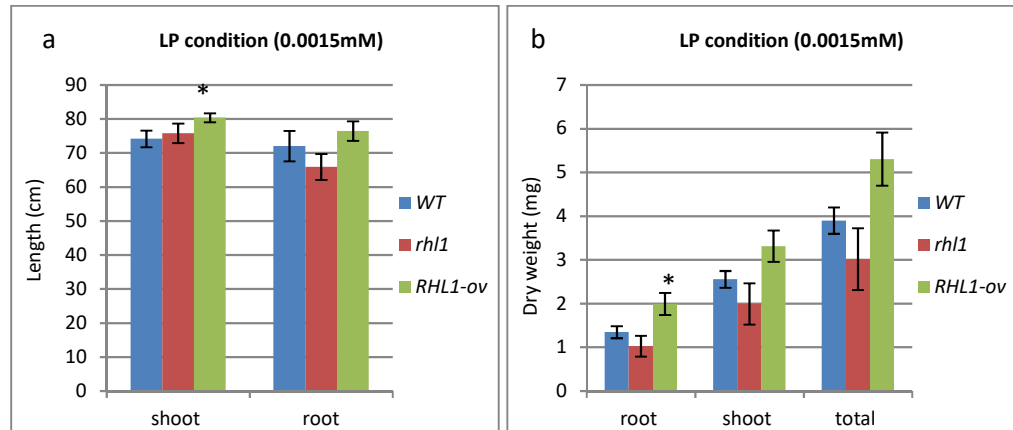 a
LP condition (0.0015mM)
*
90
80
70
60
50
40
30
20
10
0
Length (cm)
shoot root
WT
rhl1
RHL1-ov
b
LP condition (0.0015mM)
7
6
5
4
3
2
1
0
Dry weight (mg)
*
root shoot total
WT
rhl1
RHL1-ov